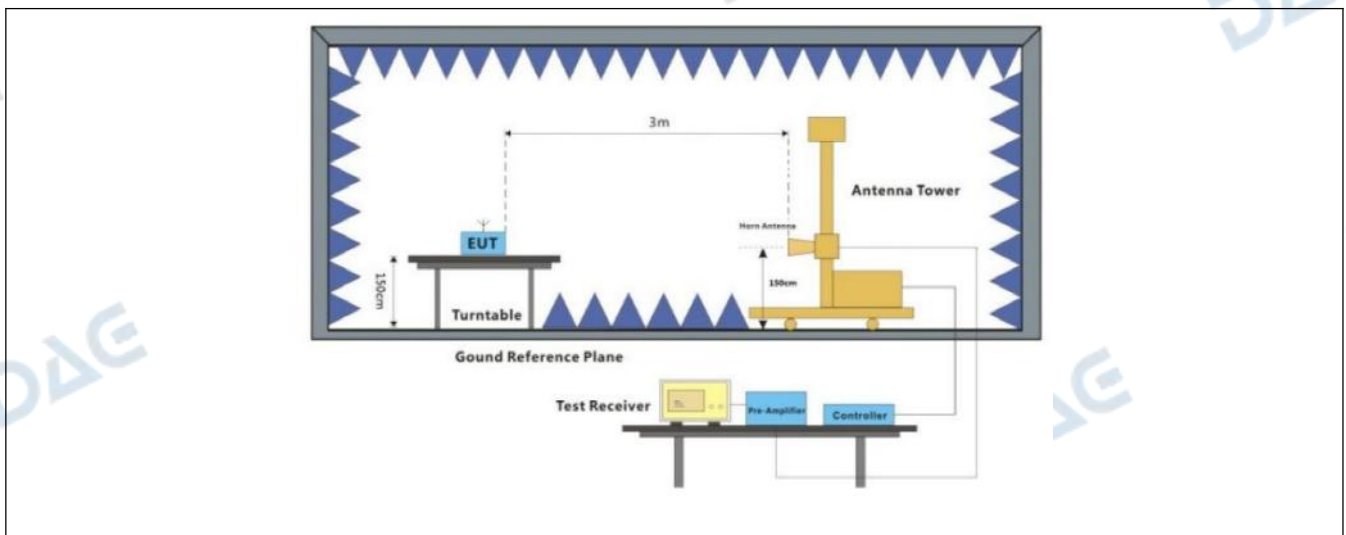 3m
Antenna Tower
Horn Antenna
EUT
150cm
150cm
Turntable
Gound Reference Plane
Test Receiver
Pre-Amplifier
Controller
DAE
DAE